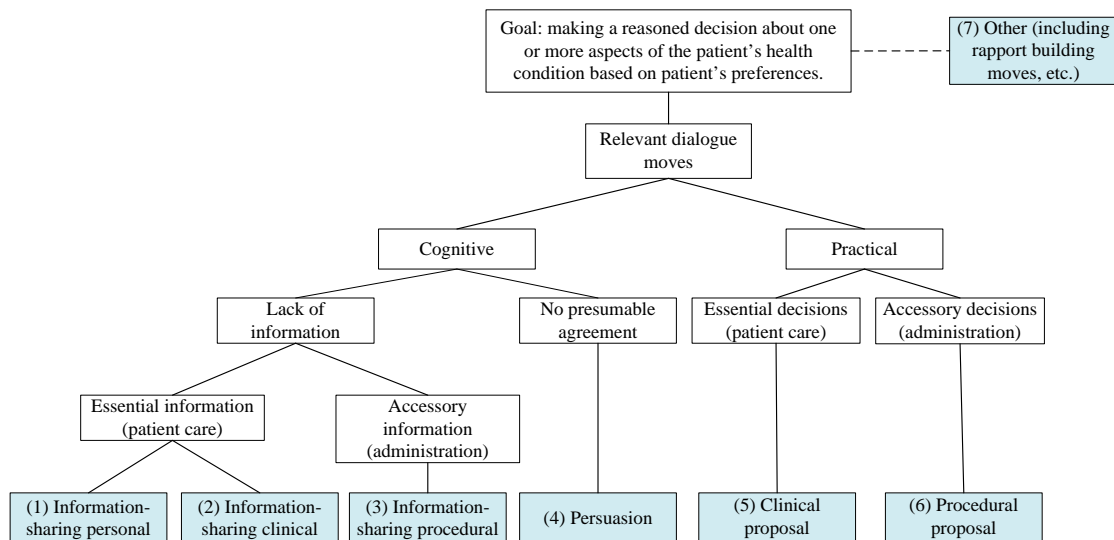 Goal: making a reasoned decision about one
or more aspects of the patient’s health
condition based on patient’s preferences.
(7) Other (including
rapport building
moves, etc.)
Relevant dialogue
moves
Cognitive
Practical
Lack of
information
No presumable
agreement
Essential decisions
(patient care)
Accessory decisions
(administration)
Essential information
(patient care)
Accessory
information
(administration)
(1) Information-
sharing personal
(2) Information-
sharing clinical
(3) Information-
sharing procedural
(4) Persuasion
(5) Clinical
proposal
(6) Procedural
proposal